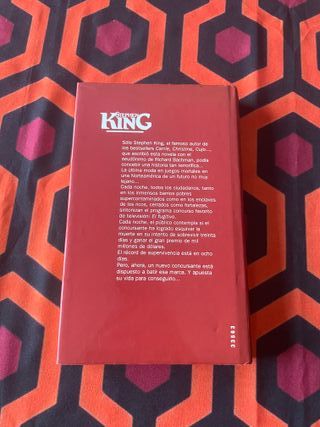 STEPHEN
KING
Sólo Stephen King, el famoso autor de
los bestsellers Carrie, Christine, Cujo...,
que escribió esta novela con el
seudónimo de Richard Bachman, podía
concebir una historia tan terrorífica...
La última moda en juegos mortales en
una Norteamérica de un futuro no muy
lejano...
Cada noche, todos los ciudadanos, tanto
en los inmensos barrios pobres
supercontaminados como en los enclaves
de los ricos, cerrados como fortalezas,
sintonizan el programa concurso favorito
de televisión: El fugitivo.
Cada noche, el público contempla si el
concursante ha logrado esquivar la
muerte en su intento de sobrevivir treinta
días y ganar el gran premio de mil
millones de dólares.
El récord de supervivencia está en ocho
días.
Pero, ahora, un nuevo concursante está
dispuesto a batir esa marca. Y apuesta
su vida para conseguirlo...
33563